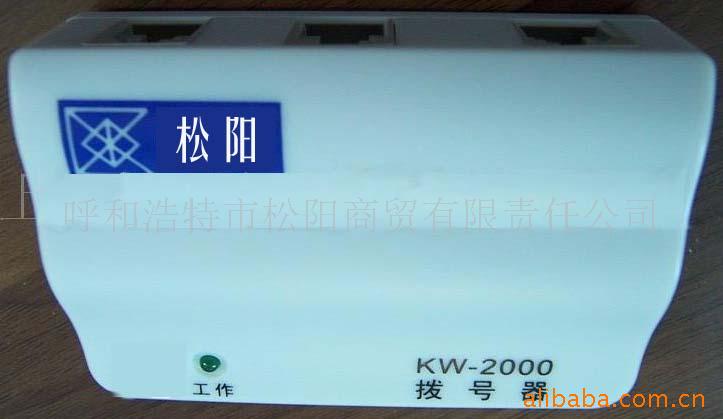 松阳
呼和浩特市松阳商贸有限责任公司
KW-2000
工作
拨号器
alibaba.com.cn